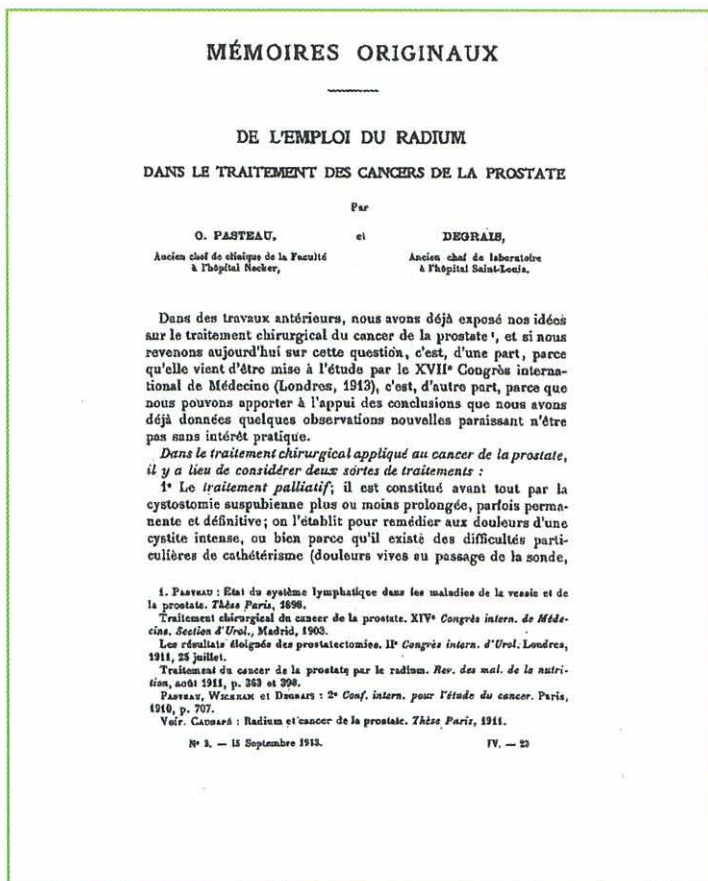 MÉMOIRES ORIGINAUX
DE L'EMPLOI DU RADIUM
DANS LE TRAITEMENT DES CANCERS DE LA PROSTATE
Par
O. PASTEAU, et DEGRAIS,
Ancien chef de clinique de la Faculté Ancien chef de laboratoire
à l'hôpital Necker, à l'hôpital Saint-Louis.
Dans des travaux antérieurs, nous avons déjà exposé nos idées
sur le traitement chirurgical du cancer de la prostate ¹, et si nous
revenons aujourd'hui sur cette question, c'est, d'une part, parce
qu'elle vient d'être mise à l'étude par le XVIIᵉ Congrès interna-
tional de Médecine (Londres, 1913), c'est, d'autre part, parce que
nous pouvons apporter à l'appui des conclusions que nous avons
déjà données quelques observations nouvelles paraissant n'être
pas sans intérêt pratique.
Dans le traitement chirurgical appliqué au cancer de la prostate,
il y a lieu de considérer deux sortes de traitements :
1° Le traitement palliatif; il est constitué avant tout par la
cystostomie suspubienne plus ou moins prolongée, parfois perma-
nente et définitive; on l'établit pour remédier aux douleurs d'une
cystite intense, ou bien parce qu'il existe des difficultés parti-
culières de cathétérisme (douleurs vives au passage de la sonde,
1. PASTEAU : Etat du système lymphatique dans les maladies de la vessie et de
la prostate. Thèse Paris, 1898.
Traitement chirurgical du cancer de la prostate. XIVᵉ Congrès intern. de Méde-
cine. Section d'Urol., Madrid, 1903.
Les résultats éloignés des prostatectomies. IIᵉ Congrès intern. d'Urol. Londres,
1911, 25 juillet.
Traitement du cancer de la prostate par le radium. Rev. des mal. de la nutri-
tion, août 1911, p. 363 et 398.
PASTEAU, WICKHAM et DEGRAIS : 2ᵉ Conf. intern. pour l'étude du cancer. Paris,
1910, p. 707.
Voir. : Radium et cancer de la prostate. Thèse Paris, 1911.
N° 3. — 15 Septembre 1913. IV. — 23